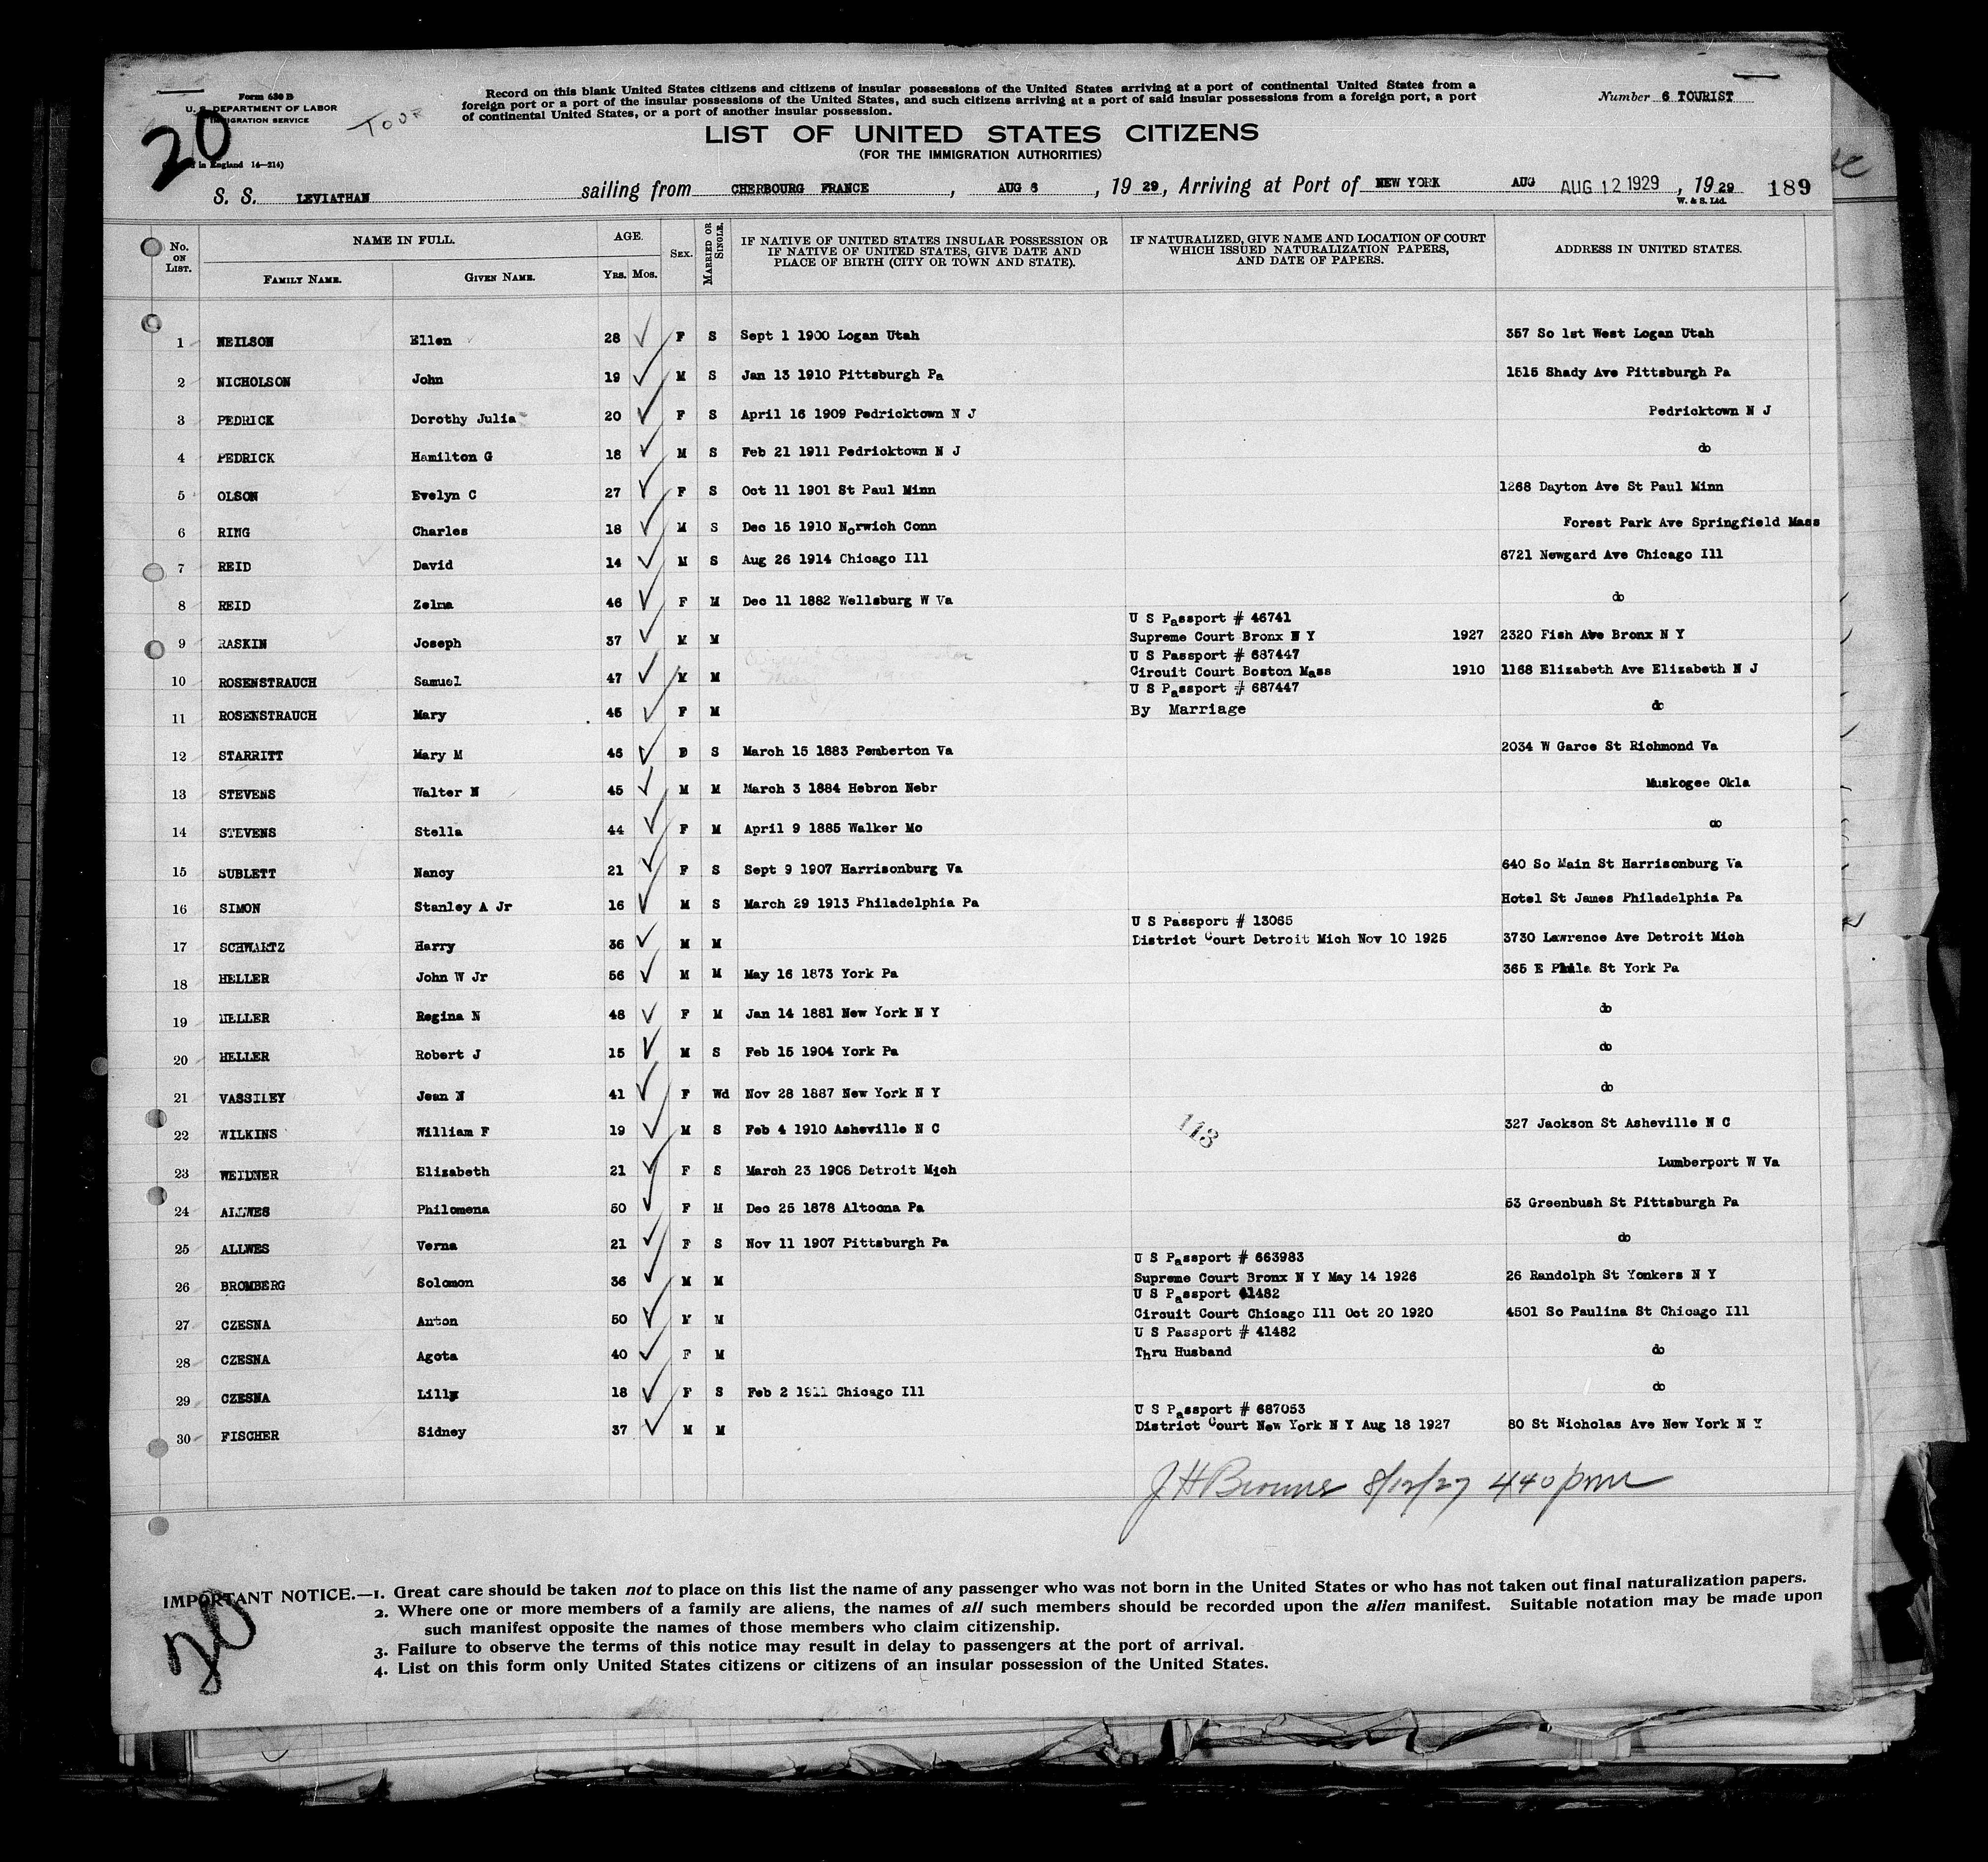 Form 630 B
U. S. DEPARTMENT OF LABOR
IMMIGRATION SERVICE
20
TOUR
in England 14—214)
Record on this blank United States citizens and citizens of insular possessions of the United States arriving at a port of continental United States from a
foreign port or a port of the insular possessions of the United States, and such citizens arriving at a port of said insular possessions from a foreign port, a port
of continental United States, or a port of another insular possession.
Number 6 TOURIST
LIST OF UNITED STATES CITIZENS
(FOR THE IMMIGRATION AUTHORITIES)
S. S. LEVIATHAN sailing from CHERBOURG FRANCE, AUG 6, 19 29, Arriving at Port of NEW YORK AUG AUG 12 1929, 19 29 189
W. & S. Ltd.
No. ON LIST. NAME IN FULL. FAMILY NAME. GIVEN NAME. AGE. YRS. MOS. SEX. MARRIED OR SINGLE. IF NATIVE OF UNITED STATES INSULAR POSSESSION OR IF NATIVE OF UNITED STATES, GIVE DATE AND PLACE OF BIRTH (CITY OR TOWN AND STATE). IF NATURALIZED, GIVE NAME AND LOCATION OF COURT WHICH ISSUED NATURALIZATION PAPERS, AND DATE OF PAPERS. ADDRESS IN UNITED STATES.
1 NEILSON Ellen 28 F S Sept 1 1900 Logan Utah 357 So 1st West Logan Utah
2 NICHOLSON John 19 M S Jan 13 1910 Pittsburgh Pa 1515 Shady Ave Pittsburgh Pa
3 PEDRICK Dorothy Julia 20 F S April 16 1909 Pedricktown N J Pedricktown N J
4 PEDRICK Hamilton G 18 M S Feb 21 1911 Pedricktown N J do
5 OLSON Evelyn C 27 F S Oct 11 1901 St Paul Minn 1268 Dayton Ave St Paul Minn
6 RING Charles 18 M S Dec 15 1910 Norwich Conn Forest Park Ave Springfield Mass
7 REID David 14 M S Aug 26 1914 Chicago Ill 6721 Newgard Ave Chicago Ill
8 REID Zelma 46 F M Dec 11 1882 Wellsburg W Va do
U S Passport # 46741
9 RASKIN Joseph 37 M M Supreme Court Bronx N Y 1927 2320 Fish Ave Bronx N Y
U S Passport # 687447
10 ROSENSTRAUCH Samuel 47 M M Circuit Court Boston Mass 1910 1168 Elizabeth Ave Elizabeth N J
U S Passport # 687447
11 ROSENSTRAUCH Mary 45 F M By Marriage do
12 STARRITT Mary M 46 S March 15 1883 Pemberton Va 2034 W Garce St Richmond Va
13 STEVENS Walter N 45 M M March 3 1884 Hebron Nebr Muskogee Okla
14 STEVENS Stella 44 F M April 9 1885 Walker Mo do
15 SUBLETT Nancy 21 F S Sept 9 1907 Harrisonburg Va 640 So Main St Harrisonburg Va
16 SIMON Stanley A Jr 16 M S March 29 1913 Philadelphia Pa Hotel St James Philadelphia Pa
U S Passport # 13065
17 SCHWARTZ Harry 36 M M District Court Detroit Mich Nov 10 1925 3730 Lawrence Ave Detroit Mich
18 HELLER John W Jr 56 M M May 16 1873 York Pa 365 E Phila St York Pa
19 HELLER Regina N 48 F M Jan 14 1881 New York N Y do
20 HELLER Robert J 15 M S Feb 15 1904 York Pa do
21 VASSILEY Jean N 41 F Wd Nov 28 1887 New York N Y do
22 WILKINS William F 19 M S Feb 4 1910 Asheville N C 327 Jackson St Asheville N C
118
23 WEIDNER Elizabeth 21 F S March 23 1908 Detroit Mich Lumberport W Va
24 ALLWES Philomena 50 F M Dec 25 1878 Altoona Pa 53 Greenbush St Pittsburgh Pa
25 ALLWES Verna 21 F S Nov 11 1907 Pittsburgh Pa do
U S Passport # 663983
26 BROMBERG Solomon 36 M M Supreme Court Bronx N Y May 14 1926 26 Randolph St Yonkers N Y
U S Passport 41482
27 CZESNA Anton 50 M M Circuit Court Chicago Ill Oct 20 1920 4501 So Paulina St Chicago Ill
U S Passport # 41482
28 CZESNA Agota 40 F M Thru Husband do
29 CZESNA Lilly 18 F S Feb 2 1911 Chicago Ill do
U S Passport # 687053
30 FISCHER Sidney 37 M M District Court New York N Y Aug 18 1927 80 St Nicholas Ave New York N Y
J H Browne 8/12/29 440 pm
IMPORTANT NOTICE.—1. Great care should be taken not to place on this list the name of any passenger who was not born in the United States or who has not taken out final naturalization papers.
2. Where one or more members of a family are aliens, the names of all such members should be recorded upon the alien manifest. Suitable notation may be made upon
such manifest opposite the names of those members who claim citizenship.
3. Failure to observe the terms of this notice may result in delay to passengers at the port of arrival.
4. List on this form only United States citizens or citizens of an insular possession of the United States.
20